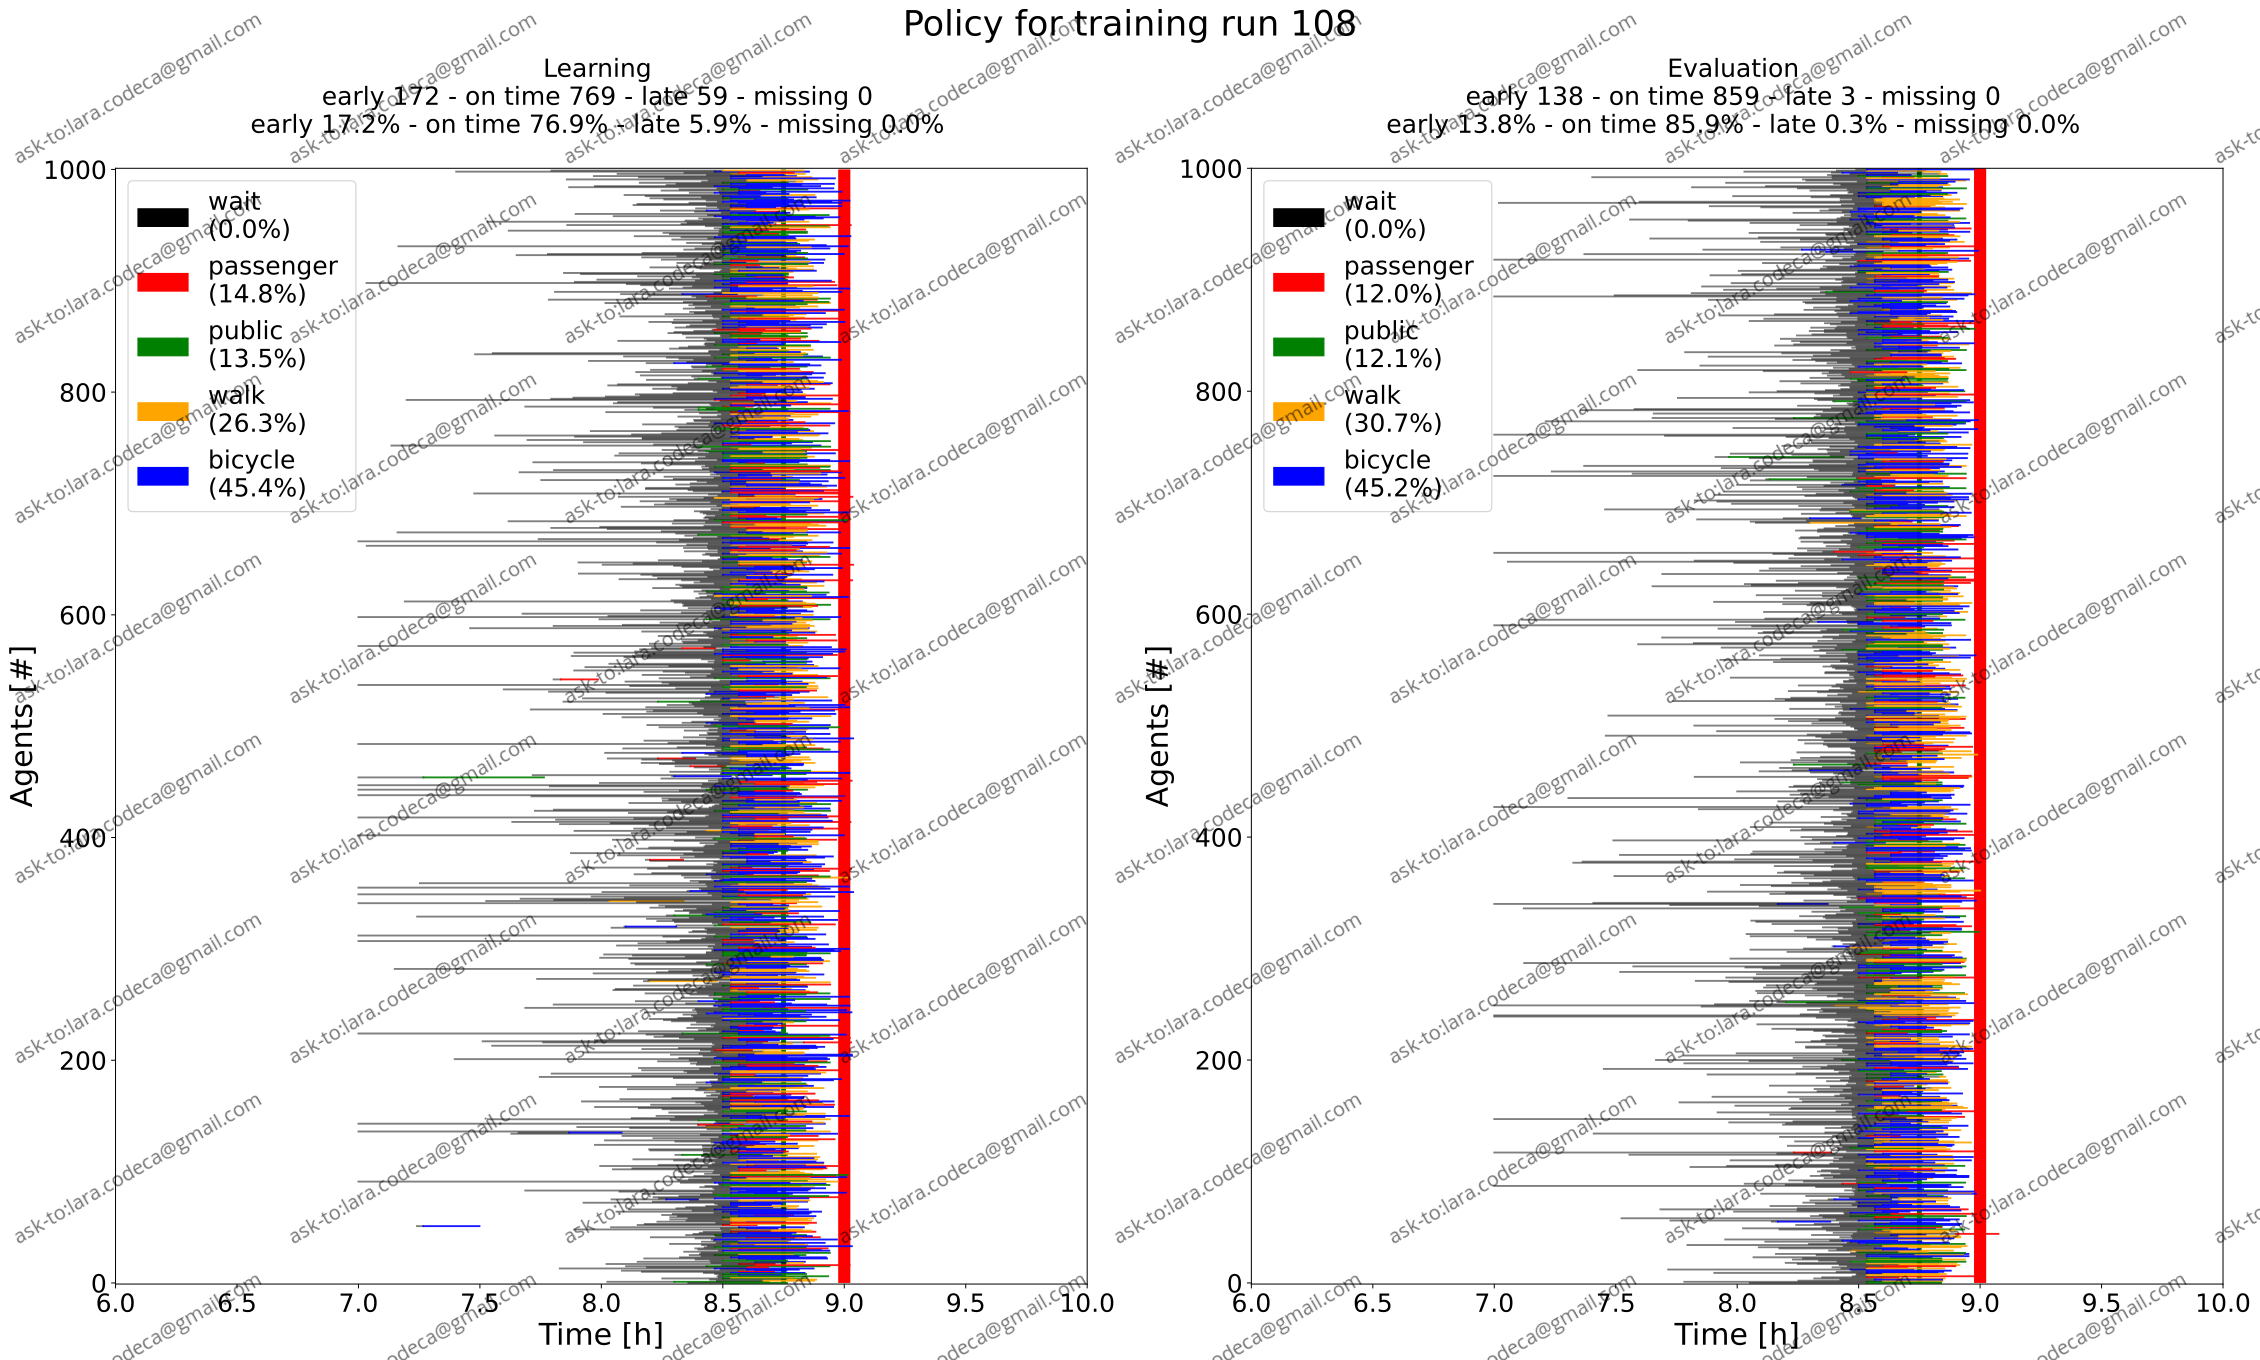 Policy for training run 108
Learning
early 172 - on time 769 - late 59 - missing 0
early 17.2% - on time 76.9% - late 5.9% - missing 0.0%
1000
800
600
400
200
0
Agents [#]
wait
(0.0%)
passenger
(14.8%)
public
(13.5%)
walk
(26.3%)
bicycle
(45.4%)
6.0 6.5 7.0 7.5 8.0 8.5 9.0 9.5 10.0
Time [h]
Evaluation
early 138 - on time 859 - late 3 - missing 0
early 13.8% - on time 85.9% - late 0.3% - missing 0.0%
1000
800
600
400
200
0
Agents [#]
wait
(0.0%)
passenger
(12.0%)
public
(12.1%)
walk
(30.7%)
bicycle
(45.2%)
6.0 6.5 7.0 7.5 8.0 8.5 9.0 9.5 10.0
Time [h]
ask-to:lara.codeca@gmail.com